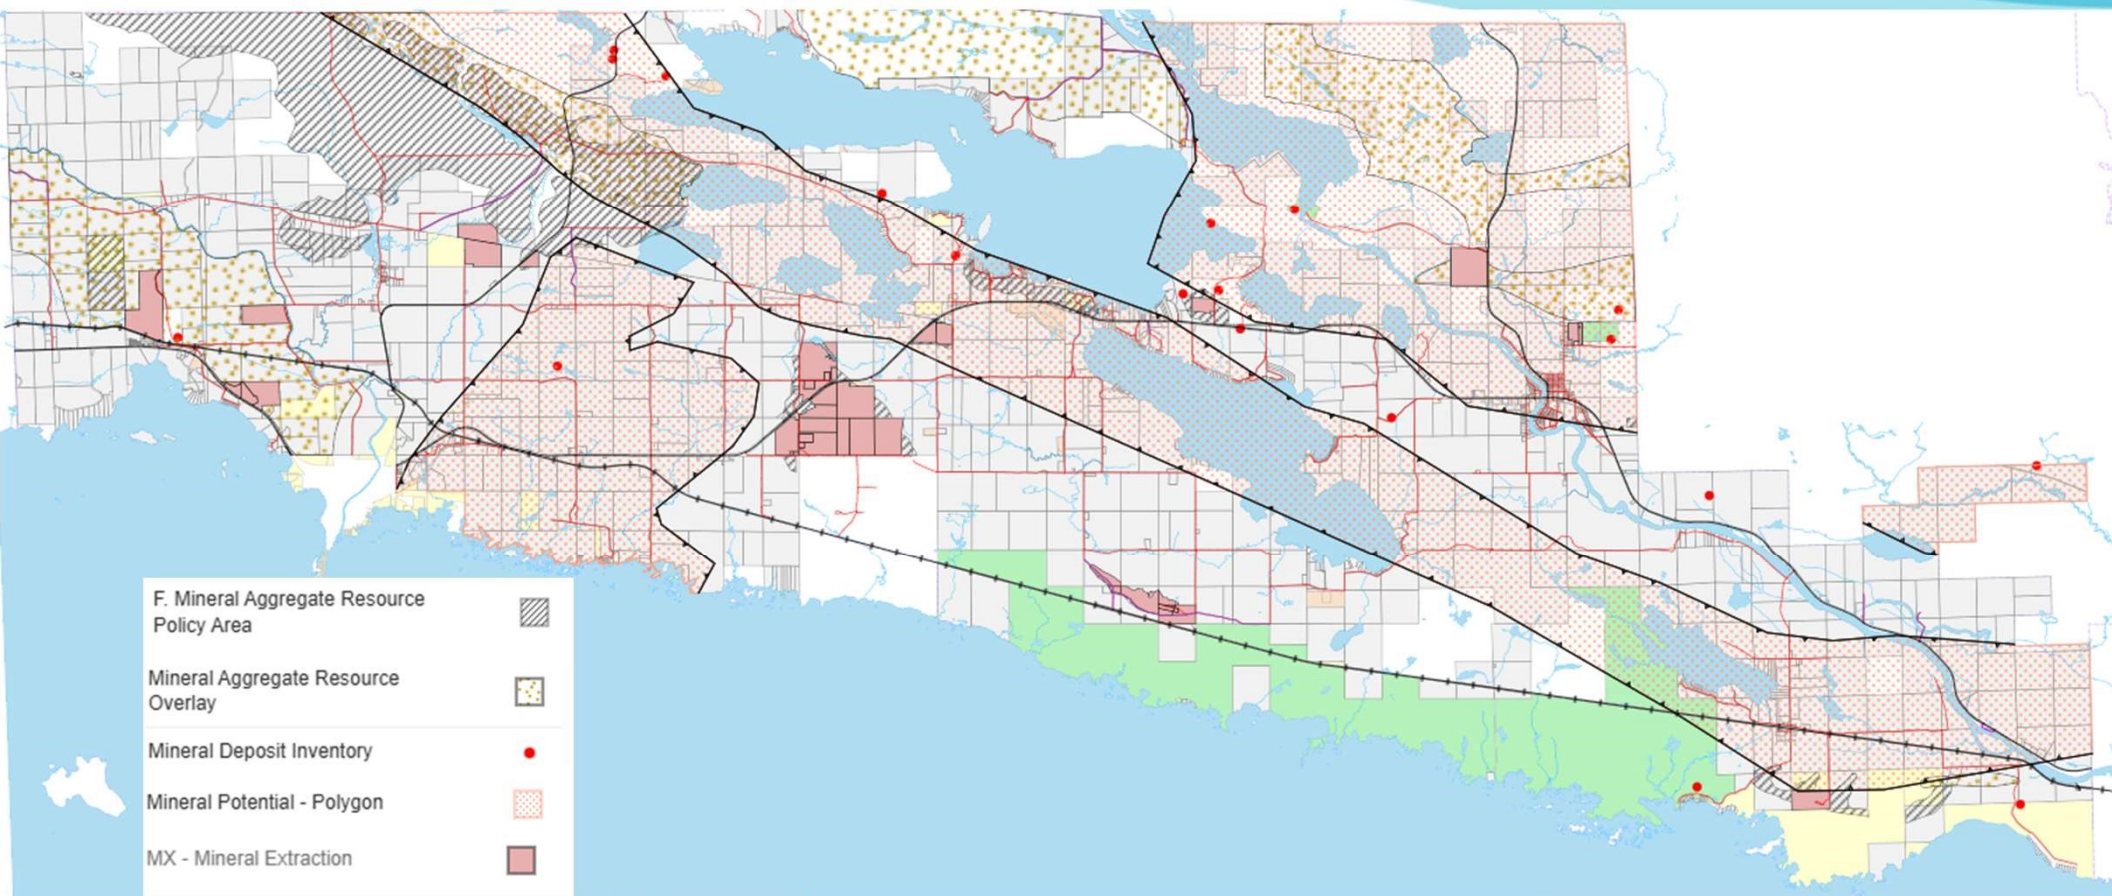 F. Mineral Aggregate Resource
Policy Area
Mineral Aggregate Resource
Overlay
Mineral Deposit Inventory
Mineral Potential - Polygon
MX - Mineral Extraction